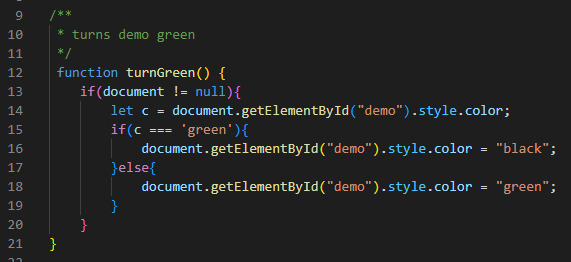 9 /**
10 * turns demo green
11 */
12 function turnGreen() {
13 if(document != null){
14 let c = document.getElementById("demo").style.color;
15 if(c === 'green'){
16 document.getElementById("demo").style.color = "black";
17 }else{
18 document.getElementById("demo").style.color = "green";
19 }
20 }
21 }